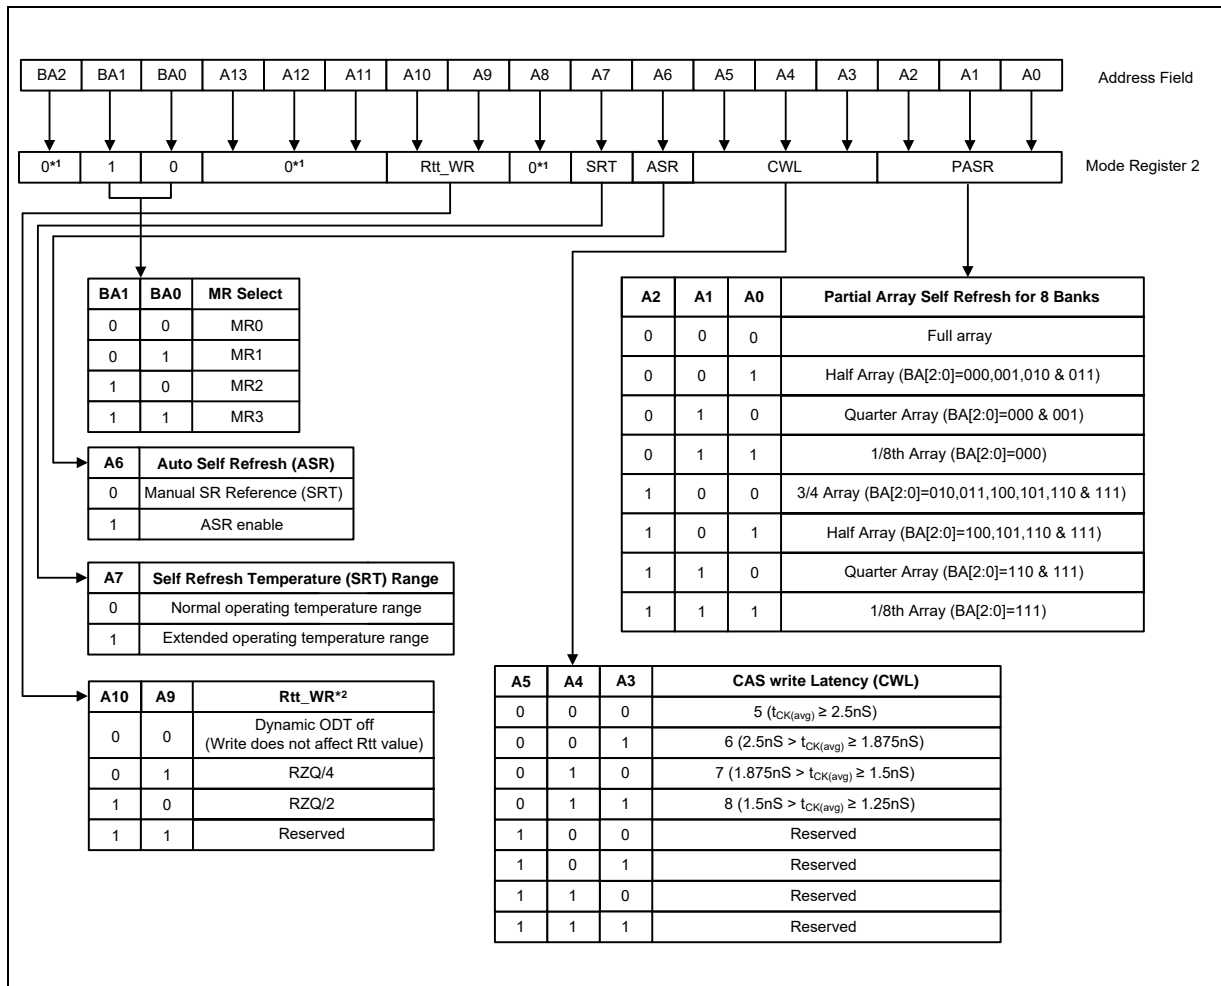 BA2 BA1 BA0 A13 A12 A11 A10 A9 A8 A7 A6 A5 A4 A3 A2 A1 A0 Address Field
0*1 1 0 0*1 Rtt_WR 0*1 SRT ASR CWL PASR Mode Register 2
BA1 BA0 MR Select
0 0 MR0
0 1 MR1
1 0 MR2
1 1 MR3
A6 Auto Self Refresh (ASR)
0 Manual SR Reference (SRT)
1 ASR enable
A7 Self Refresh Temperature (SRT) Range
0 Normal operating temperature range
1 Extended operating temperature range
A10 A9 Rtt_WR*2
0 0 Dynamic ODT off
(Write does not affect Rtt value)
0 1 RZQ/4
1 0 RZQ/2
1 1 Reserved
A2 A1 A0 Partial Array Self Refresh for 8 Banks
0 0 0 Full array
0 0 1 Half Array (BA[2:0]=000,001,010 & 011)
0 1 0 Quarter Array (BA[2:0]=000 & 001)
0 1 1 1/8th Array (BA[2:0]=000)
1 0 0 3/4 Array (BA[2:0]=010,011,100,101,110 & 111)
1 0 1 Half Array (BA[2:0]=100,101,110 & 111)
1 1 0 Quarter Array (BA[2:0]=110 & 111)
1 1 1 1/8th Array (BA[2:0]=111)
A5 A4 A3 CAS write Latency (CWL)
0 0 0 5 (tCK(avg) ≥ 2.5nS)
0 0 1 6 (2.5nS > tCK(avg) ≥ 1.875nS)
0 1 0 7 (1.875nS > tCK(avg) ≥ 1.5nS)
0 1 1 8 (1.5nS > tCK(avg) ≥ 1.25nS)
1 0 0 Reserved
1 0 1 Reserved
1 1 0 Reserved
1 1 1 Reserved